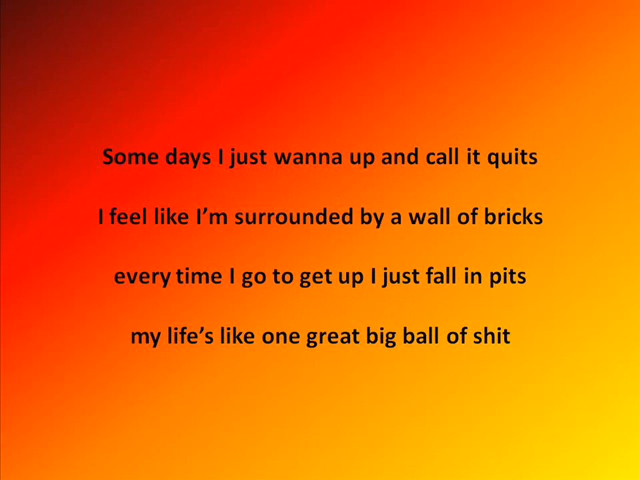 Some days I just wanna up and call it quits
I feel like I’m surrounded by a wall of bricks
every time I go to get up I just fall in pits
my life’s like one great big ball of shit